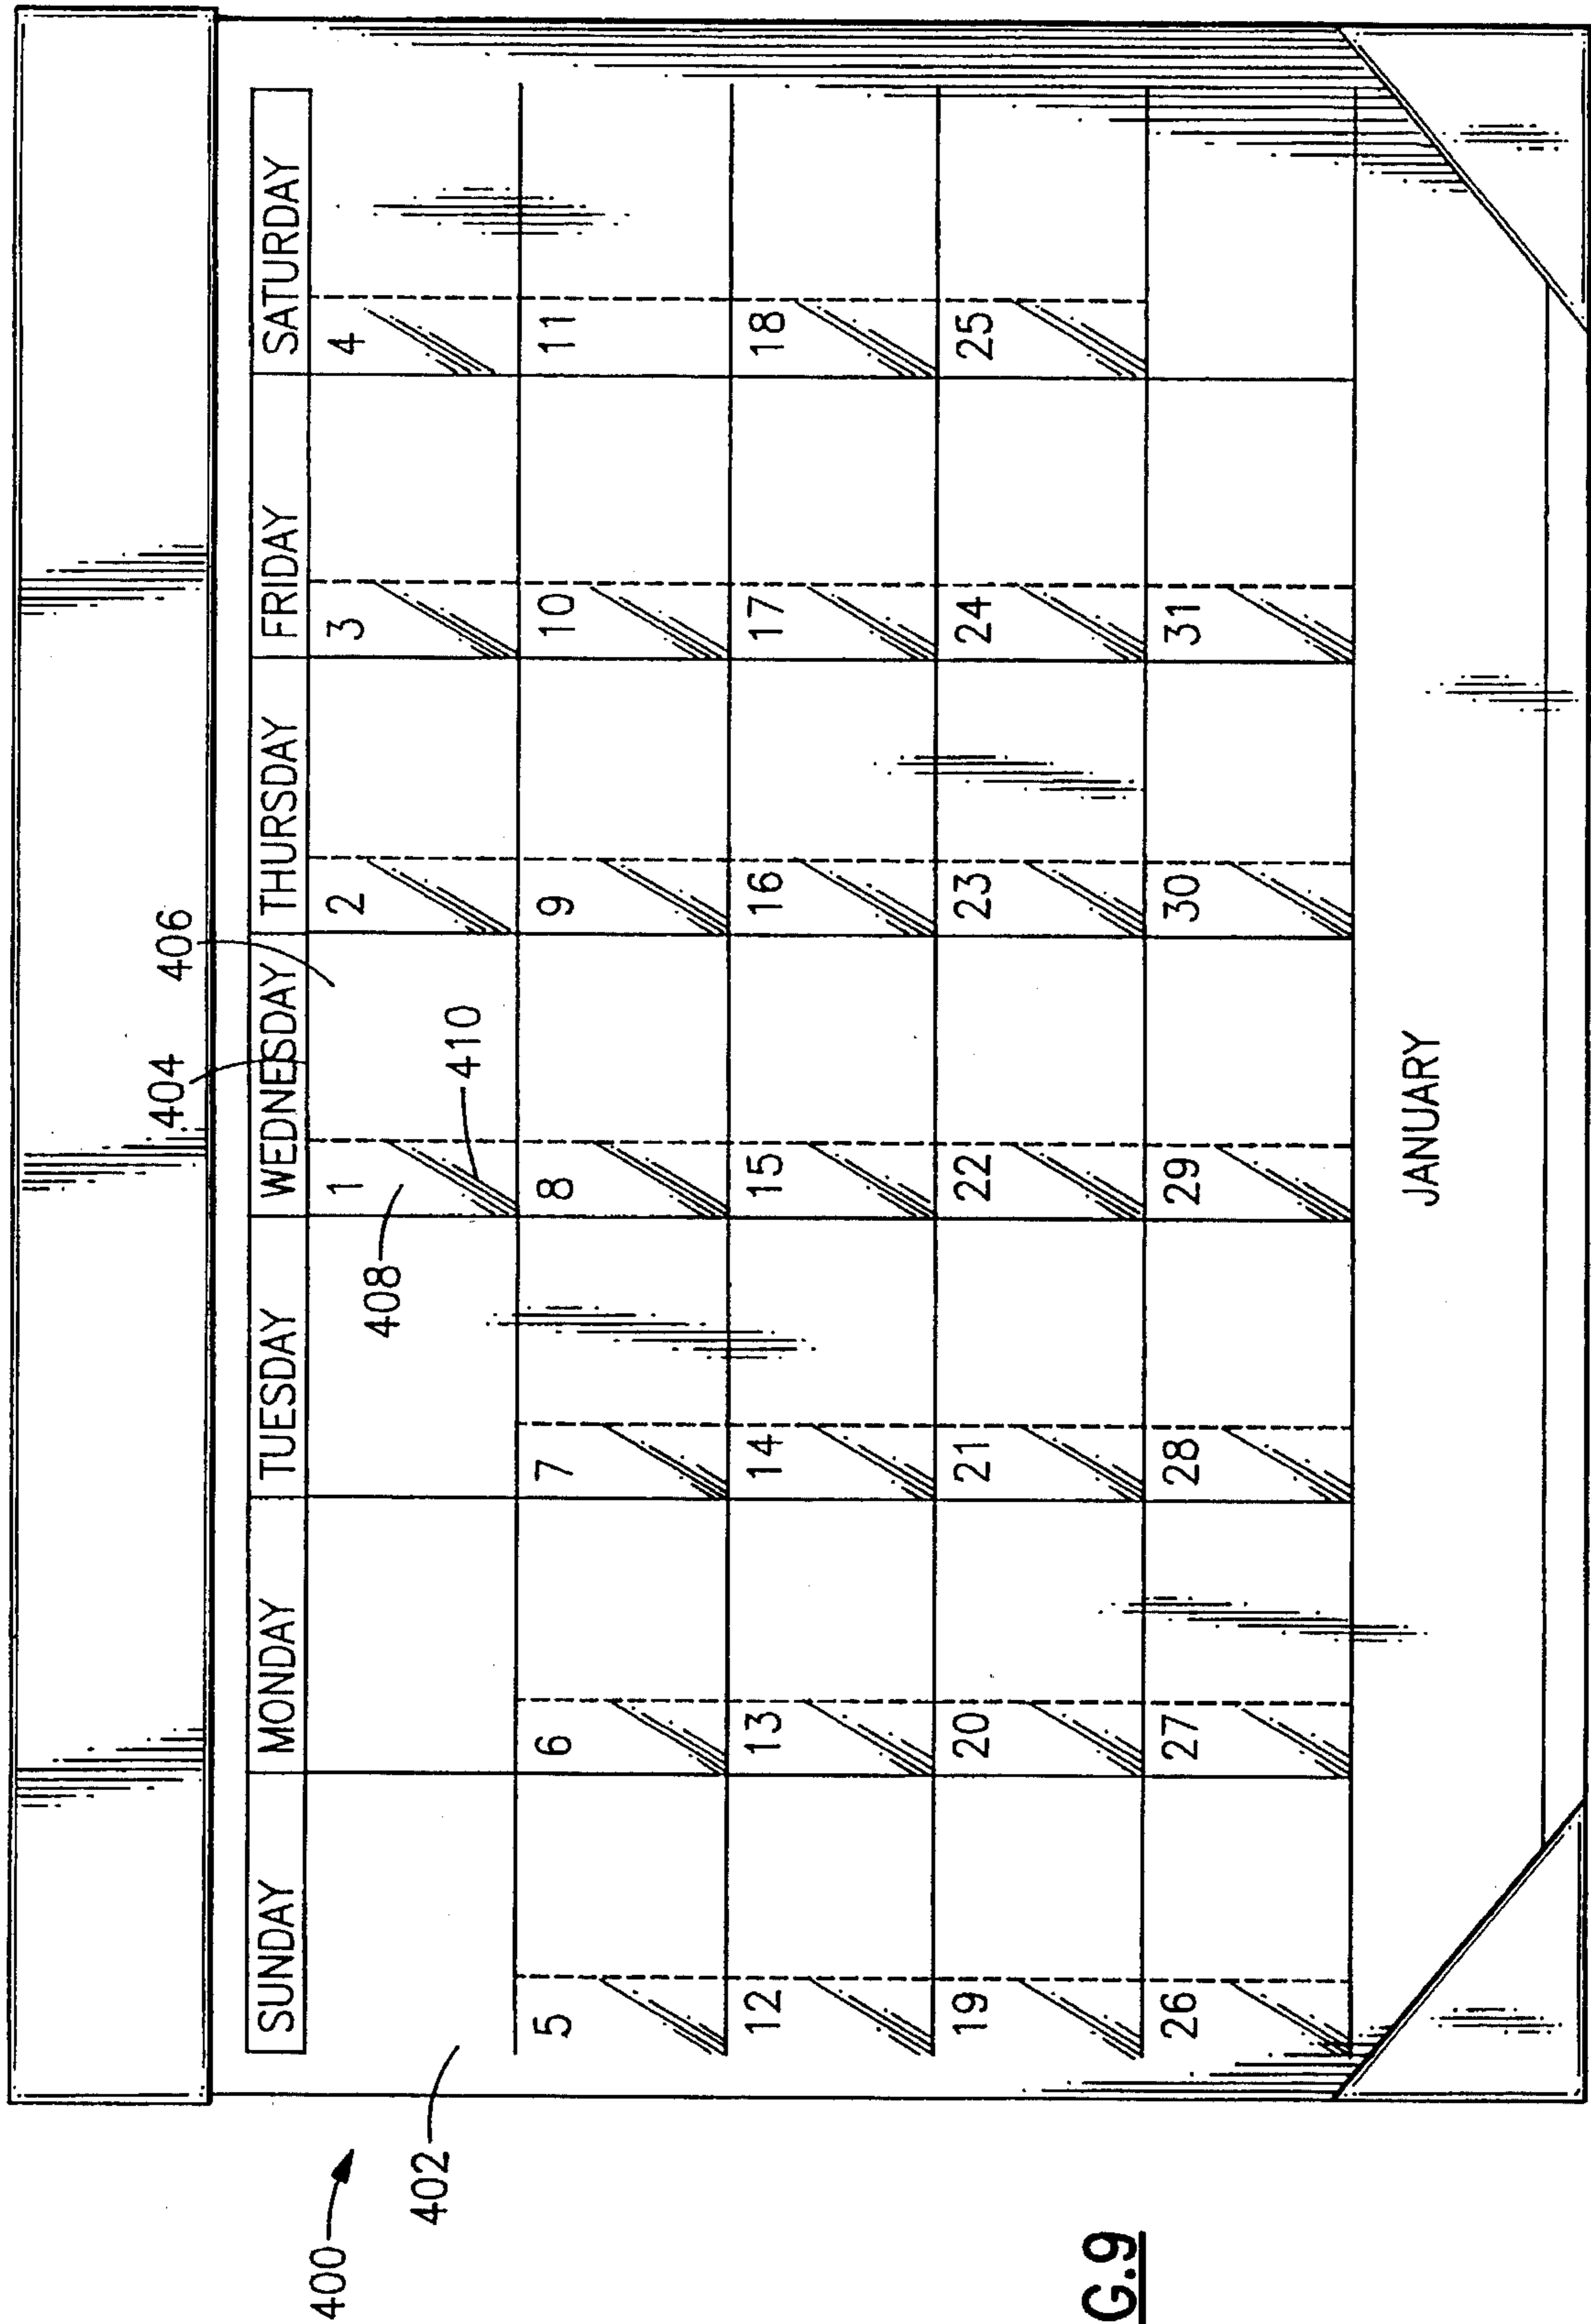 404 406
SUNDAY MONDAY TUESDAY WEDNESDAY THURSDAY FRIDAY SATURDAY
1 2 3 4
408
410
400
402
5 6 7 8 9 10 11
12 13 14 15 16 17 18
19 20 21 22 23 24 25
26 27 28 29 30 31
JANUARY
G.9